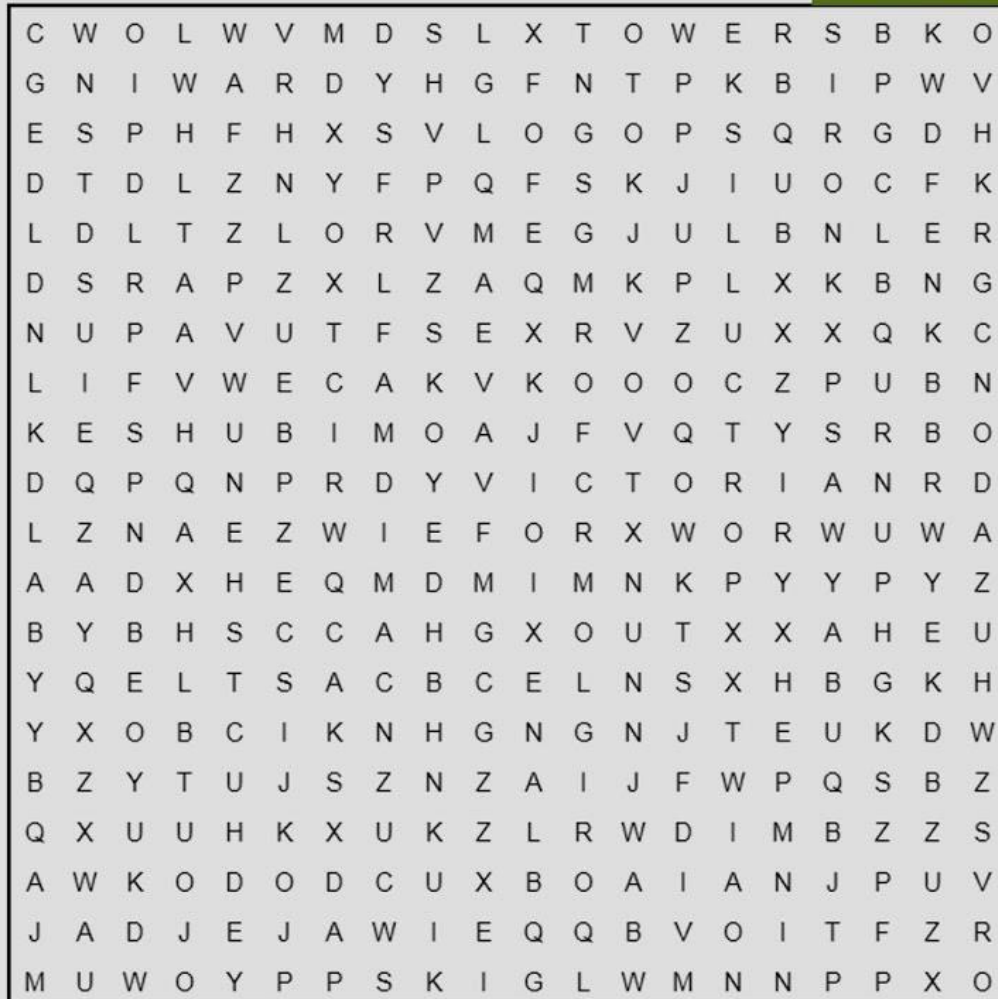 C W O L W V M D S L X T O W E R S B K O
G N I W A R D Y H G F N T P K B I P W V
E S P H F H X S V L O G O P S Q R G D H
D T D L Z N Y F P Q F S K J I U O C F K
L D L T Z L O R V M E G J U L B N L E R
D S R A P Z X L Z A Q M K P L X K B N G
N U P A V U T F S E X R V Z U X X Q K C
L I F V W E C A K V K O O O C Z P U B N
K E S H U B I M O A J F V Q T Y S R B O
D Q P Q N P R D Y V I C T O R I A N R D
L Z N A E Z W I E F O R X W O R W U W A
A A D X H E Q M D M I M N K P Y Y P Y Z
B Y B H S C C A H G X O U T X X A H E U
Y Q E L T S A C B C E L N S X H B G K H
Y X O B C I K N H G N G N J T E U K D W
B Z Y T U J S Z N Z A I J F W P Q S B Z
Q X U U H K X U K Z L R W D I M B Z Z S
A W K O D O D C U X B O A I A N J P U V
J A D J E J A W I E Q Q B V O I T F Z R
M U W O Y P P S K I G L W M N N P P X O